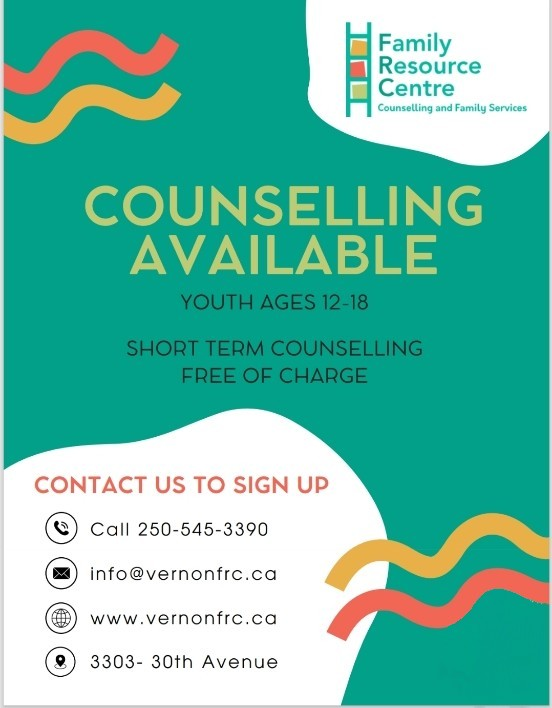 Family
Resource
Centre
Counselling and Family Services
COUNSELLING
AVAILABLE
YOUTH AGES 12-18
SHORT TERM COUNSELLING
FREE OF CHARGE
CONTACT US TO SIGN UP
Call 250-545-3390
info@vernonfrc.ca
www.vernonfrc.ca
3303- 30th Avenue